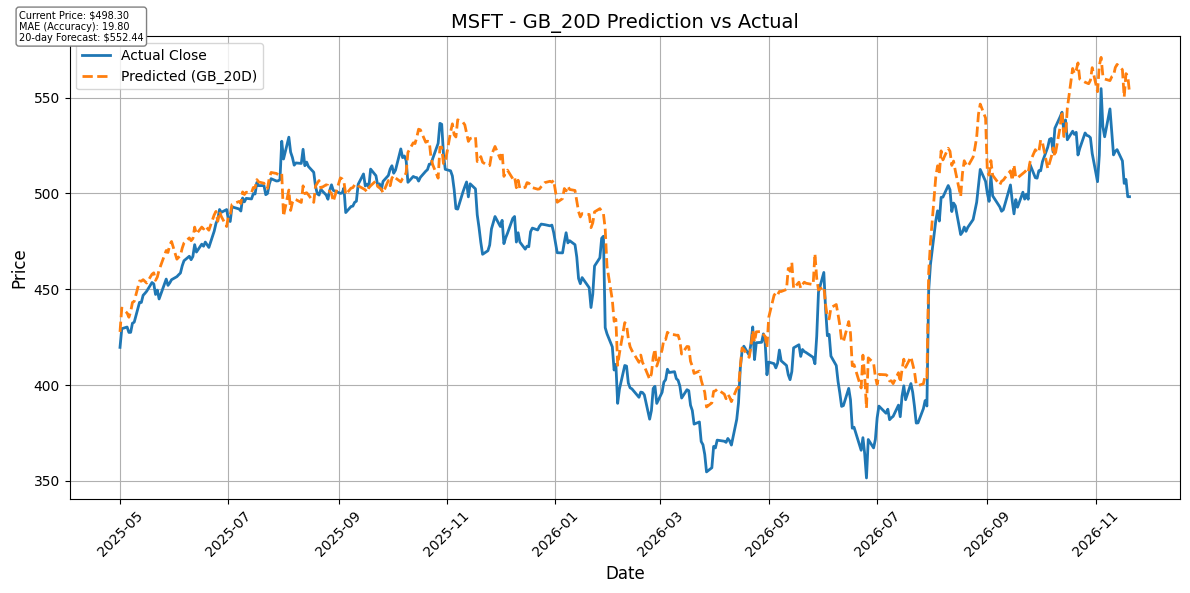 MSFT - GB_20D Prediction vs Actual
Current Price: $498.30
MAE (Accuracy): 19.80
20-day Forecast: $552.44
Actual Close
Predicted (GB_20D)
Price
550
500
450
400
350
2025-05
2025-07
2025-09
2025-11
2026-01
2026-03
2026-05
2026-07
2026-09
2026-11
Date